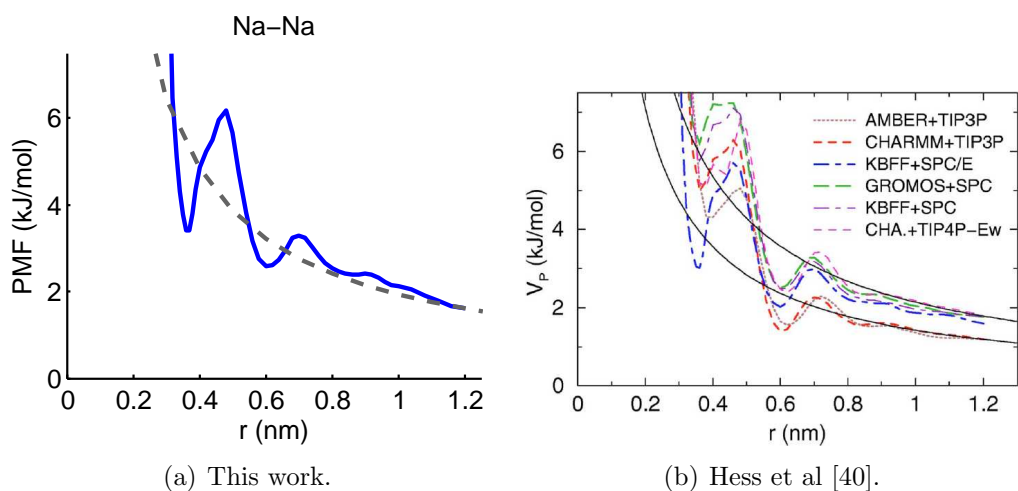 Na–Na
PMF (kJ/mol)
6
4
2
0
0 0.2 0.4 0.6 0.8 1 1.2
r (nm)
(a) This work.
V_P (kJ/mol)
6
4
2
0
AMBER+TIP3P
CHARMM+TIP3P
KBFF+SPC/E
GROMOS+SPC
KBFF+SPC
CHA.+TIP4P−Ew
0 0.2 0.4 0.6 0.8 1 1.2
r (nm)
(b) Hess et al [40].